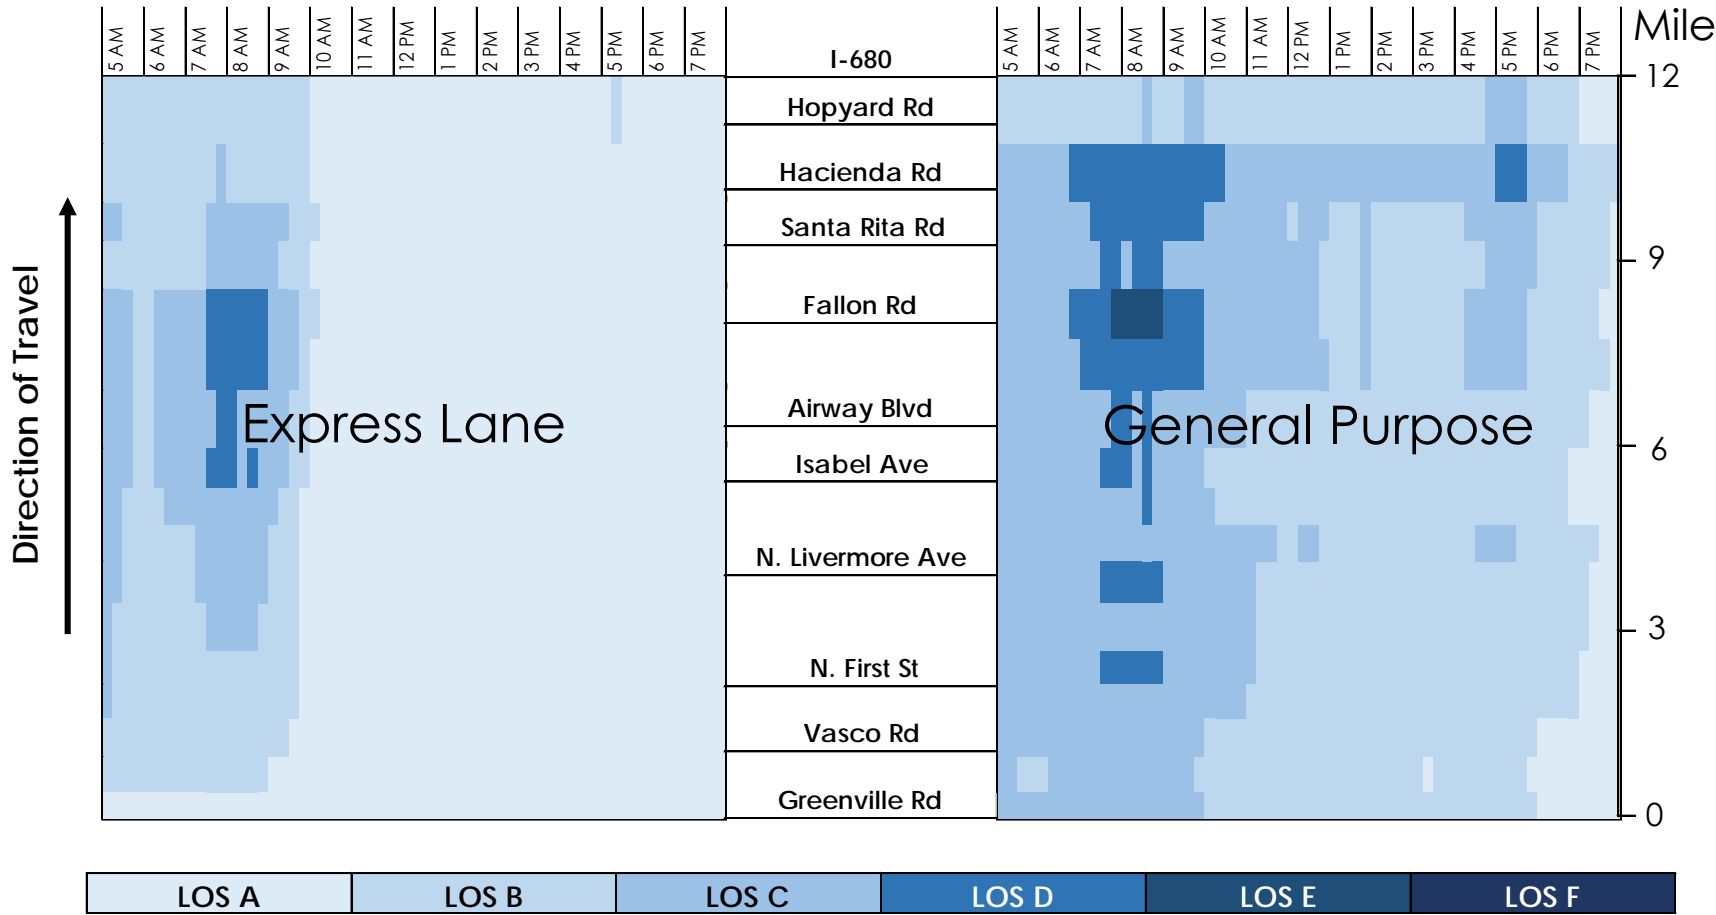 5 AM
6 AM
7 AM
8 AM
9 AM
10 AM
11 AM
12 PM
1 PM
2 PM
3 PM
4 PM
5 PM
6 PM
7 PM
I-680
5 AM
6 AM
7 AM
8 AM
9 AM
10 AM
11 AM
12 PM
1 PM
2 PM
3 PM
4 PM
5 PM
6 PM
7 PM
Mile
12
Hopyard Rd
Hacienda Rd
Santa Rita Rd
9
Fallon Rd
Direction of Travel
Airway Blvd
Express Lane
General Purpose
6
Isabel Ave
N. Livermore Ave
3
N. First St
Vasco Rd
Greenville Rd
0
LOS A
LOS B
LOS C
LOS D
LOS E
LOS F